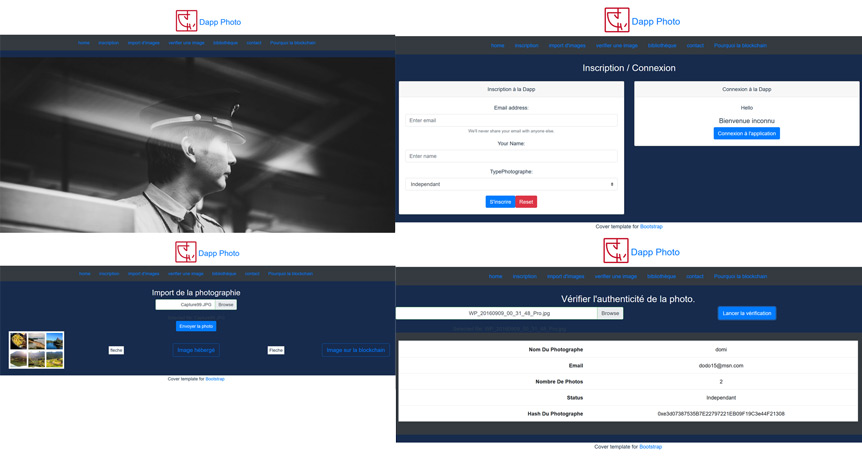 Dapp Photo
home inscription import d'images verifier une image bibliothèque contact Pourquoi la blockchain
Dapp Photo
home inscription import d'images verifier une image bibliothèque contact Pourquoi la blockchain
Inscription / Connexion
Inscription à la Dapp
Email address:
Enter email
We'll never share your email with anyone else.
Your Name:
Enter name
TypePhotographe:
Independant
S'inscrire Reset
Connexion à la Dapp
Hello
Bienvenue inconnu
Connexion à l'application
Cover template for Bootstrap
Dapp Photo
home inscription import d'images verifier une image bibliothèque contact Pourquoi la blockchain
Import de la photographie
Capture99.JPG Browse
Envoyer la photo
fleche Image hébergé Fleche Image sur la blockchain
Cover template for Bootstrap
Dapp Photo
home inscription import d'images verifier une image bibliothèque contact Pourquoi la blockchain
Vérifier l'authenticité de la photo.
WP_20160909_00_31_48_Pro.jpg Browse Lancer la vérification
Nom Du Photographe domi
Email dodo15@msn.com
Nombre De Photos 2
Status Independant
Hash Du Photographe 0xe3d07387535B7E22797221EB09F19C3e44F21308
Cover template for Bootstrap